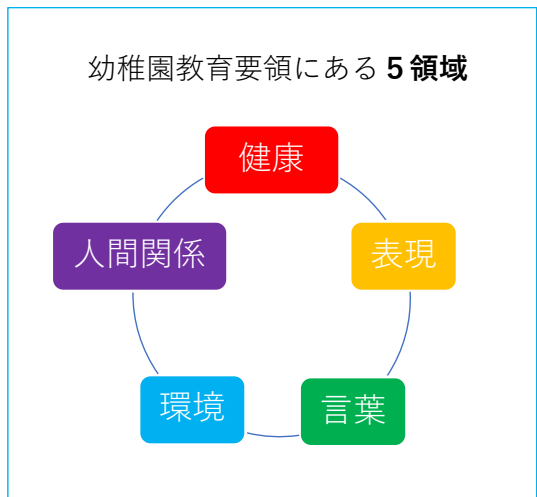 幼稚園教育要領にある５領域
健康
人間関係
表現
環境
言葉